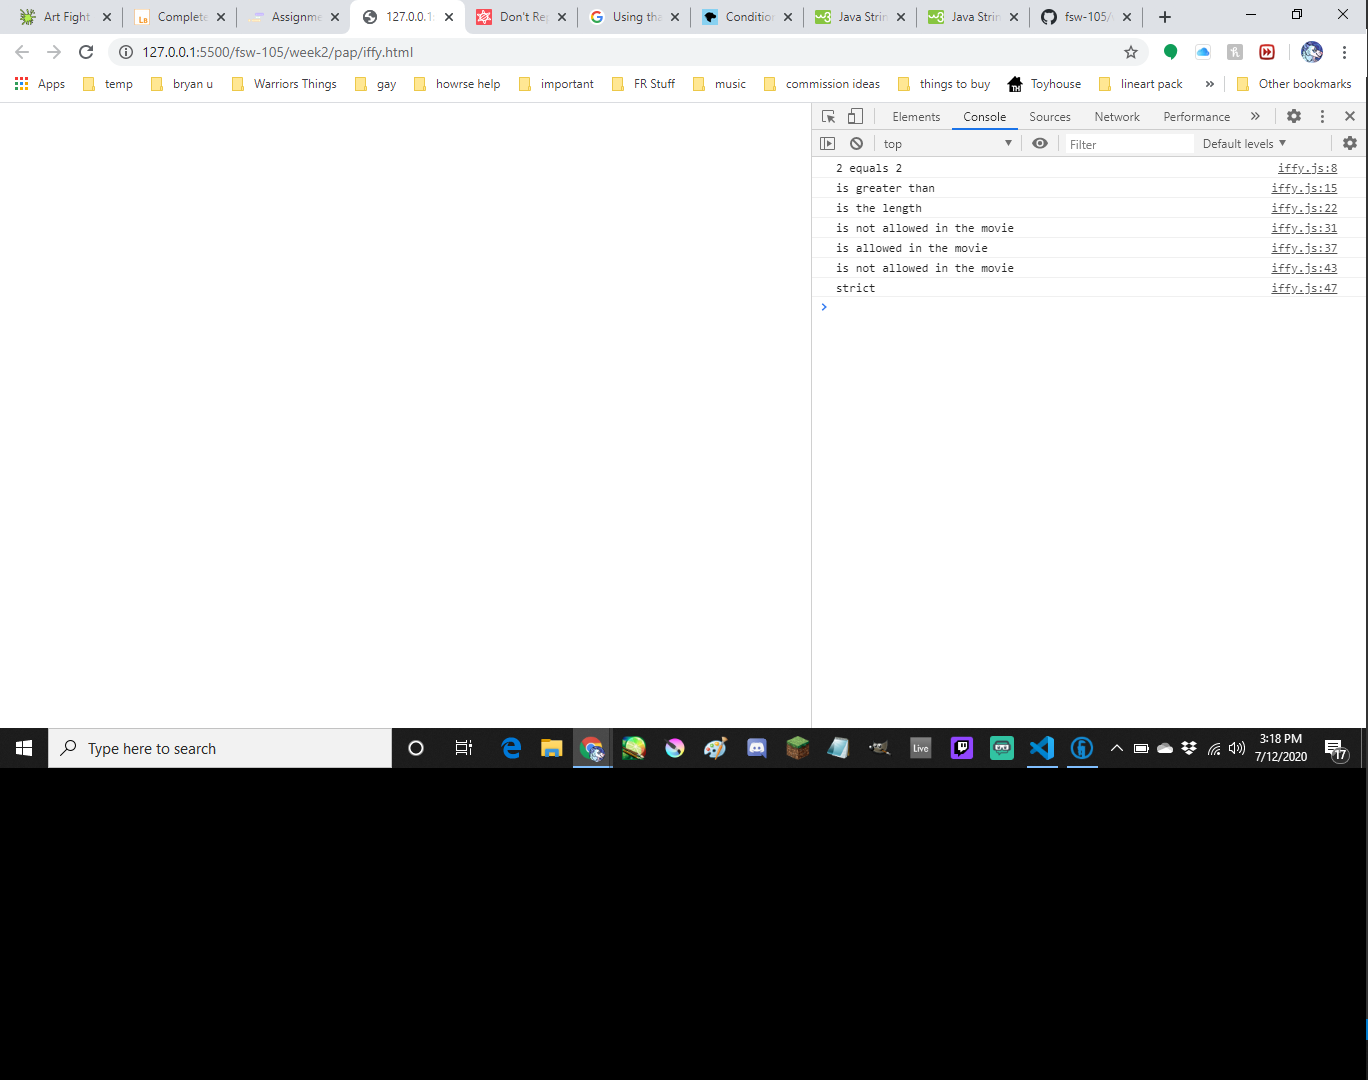 Art Fight
Complete
Assignme
127.0.0.1:
Don't Rep
Using tha
Condition
Java Strin
Java Strin
fsw-105/
127.0.0.1:5500/fsw-105/week2/pap/iffy.html
Apps temp bryan u Warriors Things gay howrse help important FR Stuff music commission ideas things to buy TH Toyhouse lineart pack » Other bookmarks
Elements Console Sources Network Performance »
top Filter Default levels
2 equals 2 iffy.js:8
is greater than iffy.js:15
is the length iffy.js:22
is not allowed in the movie iffy.js:31
is allowed in the movie iffy.js:37
is not allowed in the movie iffy.js:43
strict iffy.js:47
Type here to search
Live
3:18 PM
7/12/2020
17